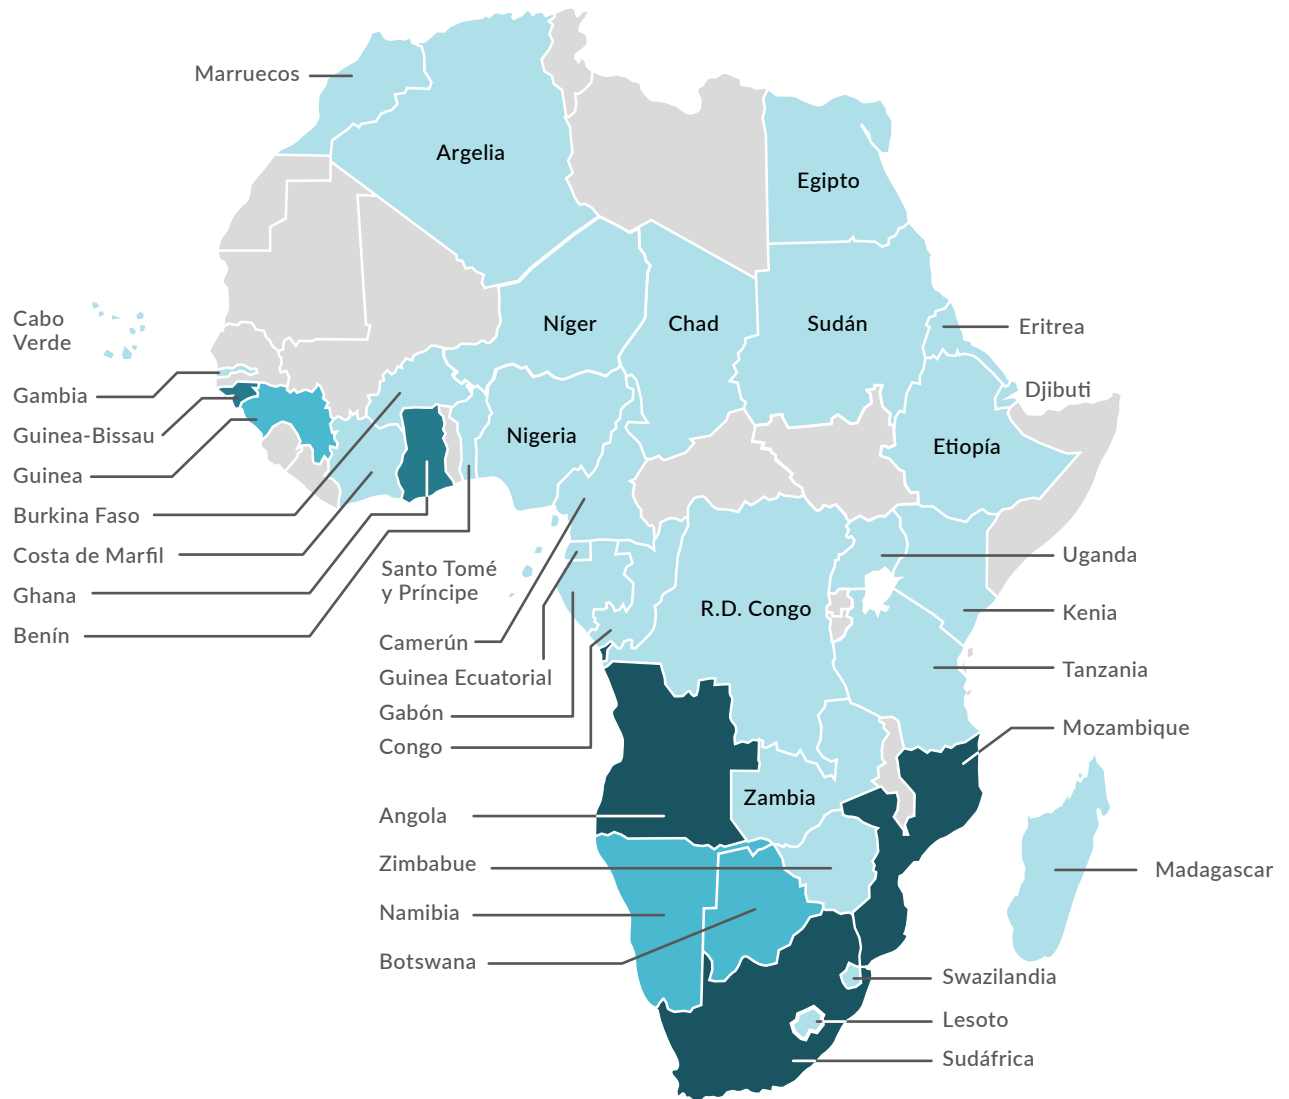 Marruecos
Argelia
Egipto
Cabo
Verde
Níger
Chad
Sudán
Eritrea
Gambia
Djibuti
Guinea-Bissau
Nigeria
Etiopía
Guinea
Burkina Faso
Costa de Marfil
Uganda
Ghana
Santo Tomé
y Príncipe
R.D. Congo
Kenia
Benín
Camerún
Tanzania
Guinea Ecuatorial
Gabón
Mozambique
Congo
Zambia
Angola
Zimbabue
Madagascar
Namibia
Botswana
Swazilandia
Lesoto
Sudáfrica